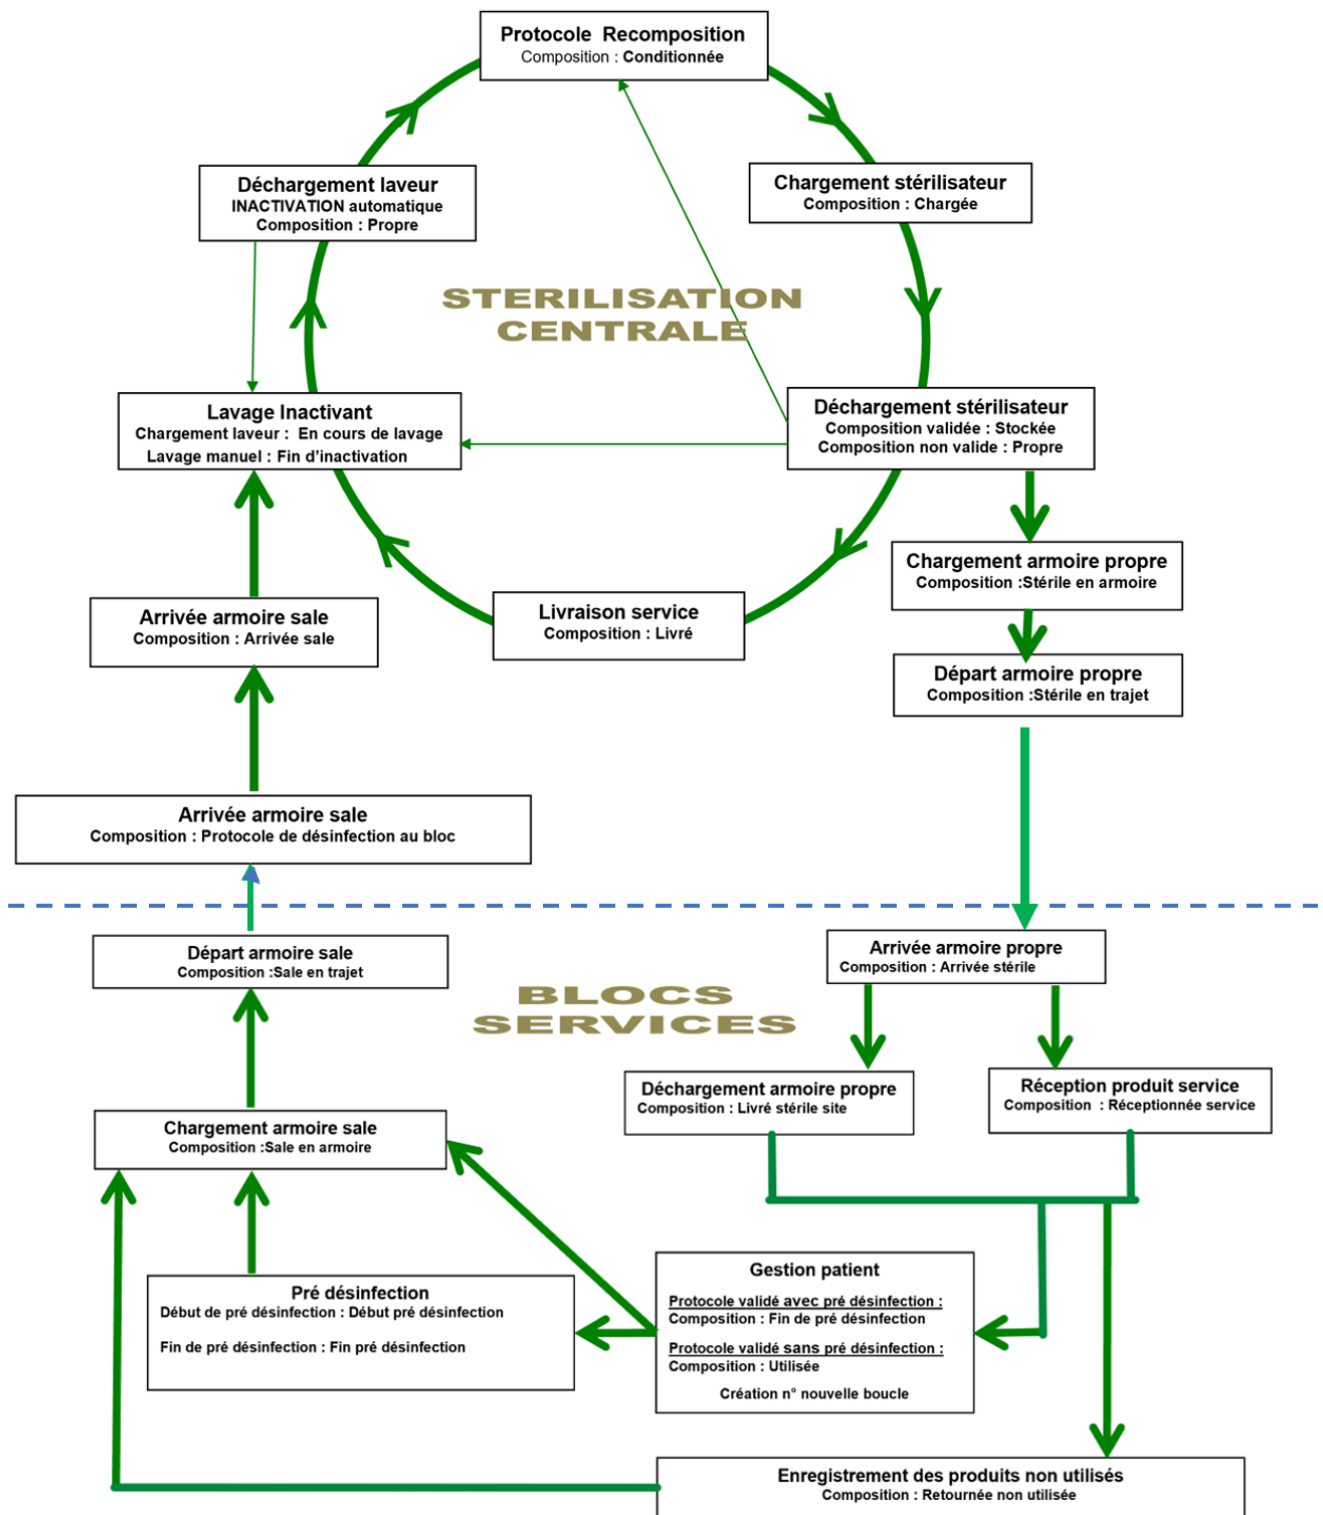 Protocole Recomposition
Composition : Conditionnée
Déchargement laveur
INACTIVATION automatique
Composition : Propre
Chargement stérilisateur
Composition : Chargée
STERILISATION
CENTRALE
Lavage Inactivant
Chargement laveur : En cours de lavage
Lavage manuel : Fin d'inactivation
Déchargement stérilisateur
Composition validée : Stockée
Composition non valide : Propre
Chargement armoire propre
Composition :Stérile en armoire
Arrivée armoire sale
Composition : Arrivée sale
Livraison service
Composition : Livré
Départ armoire propre
Composition :Stérile en trajet
Arrivée armoire sale
Composition : Protocole de désinfection au bloc
Départ armoire sale
Composition :Sale en trajet
Arrivée armoire propre
Composition : Arrivée stérile
BLOCS
SERVICES
Déchargement armoire propre
Composition : Livré stérile site
Réception produit service
Composition : Réceptionnée service
Chargement armoire sale
Composition :Sale en armoire
Pré désinfection
Début de pré désinfection : Début pré désinfection
Fin de pré désinfection : Fin pré désinfection
Gestion patient
Protocole validé avec pré désinfection :
Composition : Fin de pré désinfection
Protocole validé sans pré désinfection :
Composition : Utilisée
Création n° nouvelle boucle
Enregistrement des produits non utilisés
Composition : Retournée non utilisée